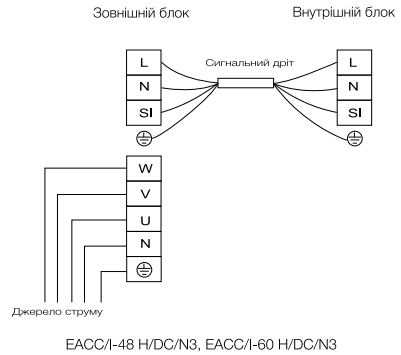 Зовнішній блок Внутрішній блок
L Сигнальний дріт L
N N
SI SI
W
V
U
N
Джерело струму
EACC/I-48 H/DC/N3, EACC/I-60 H/DC/N3